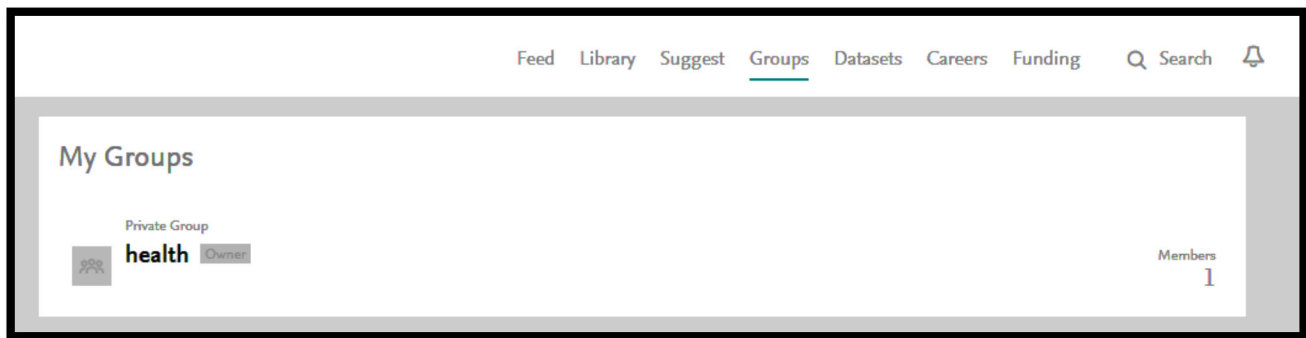 Feed Library Suggest Groups Datasets Careers Funding Search
My Groups
Private Group
health Owner
Members
1